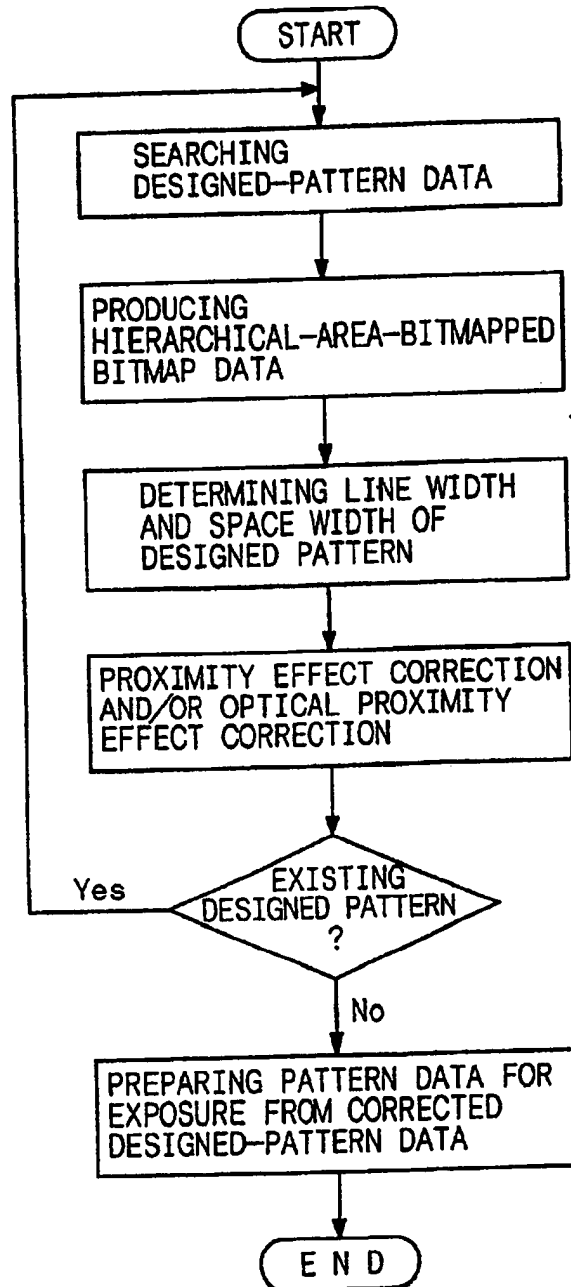 START
SEARCHING
DESIGNED-PATTERN DATA
PRODUCING
HIERARCHICAL-AREA-BITMAPPED
BITMAP DATA
DETERMINING LINE WIDTH
AND SPACE WIDTH OF
DESIGNED PATTERN
PROXIMITY EFFECT CORRECTION
AND/OR OPTICAL PROXIMITY
EFFECT CORRECTION
EXISTING
DESIGNED PATTERN
?
Yes
No
PREPARING PATTERN DATA FOR
EXPOSURE FROM CORRECTED
DESIGNED-PATTERN DATA
E N D